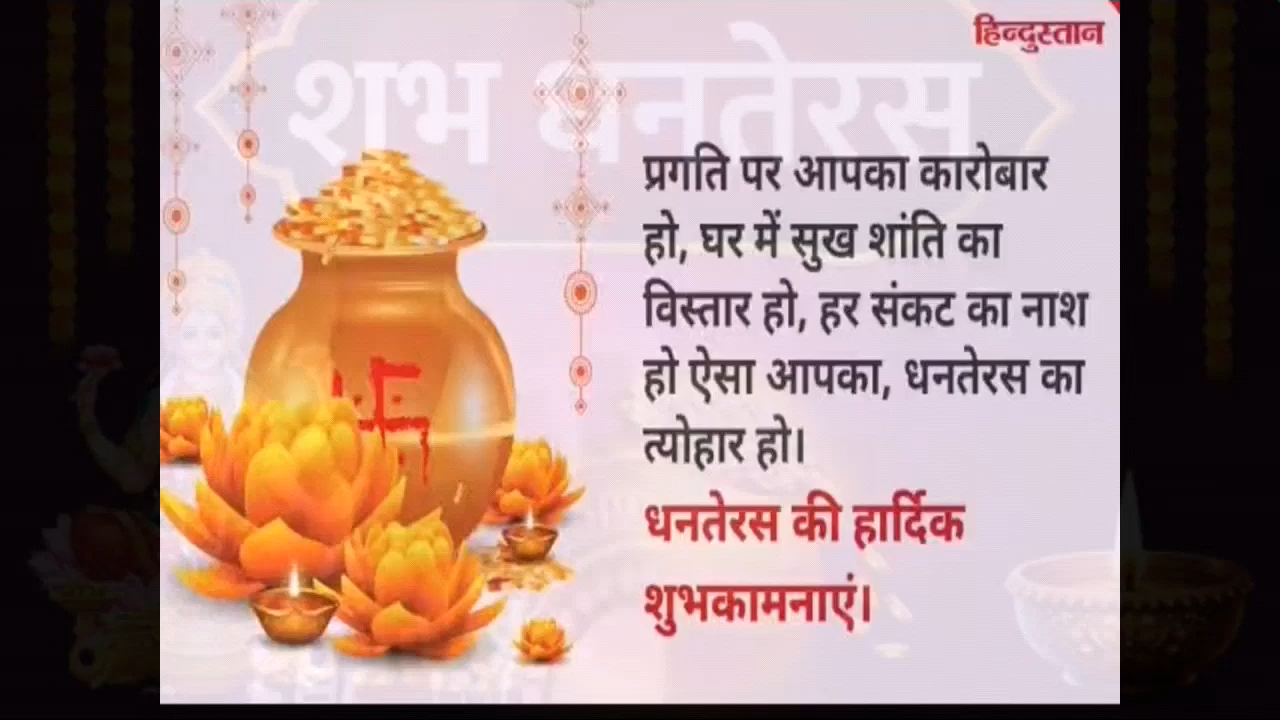 हिन्दुस्तान
शुभ धनतेरस
प्रगति पर आपका कारोबार
हो, घर में सुख शांति का
विस्तार हो, हर संकट का नाश
हो ऐसा आपका, धनतेरस का
त्योहार हो।
धनतेरस की हार्दिक
शुभकामनाएं।